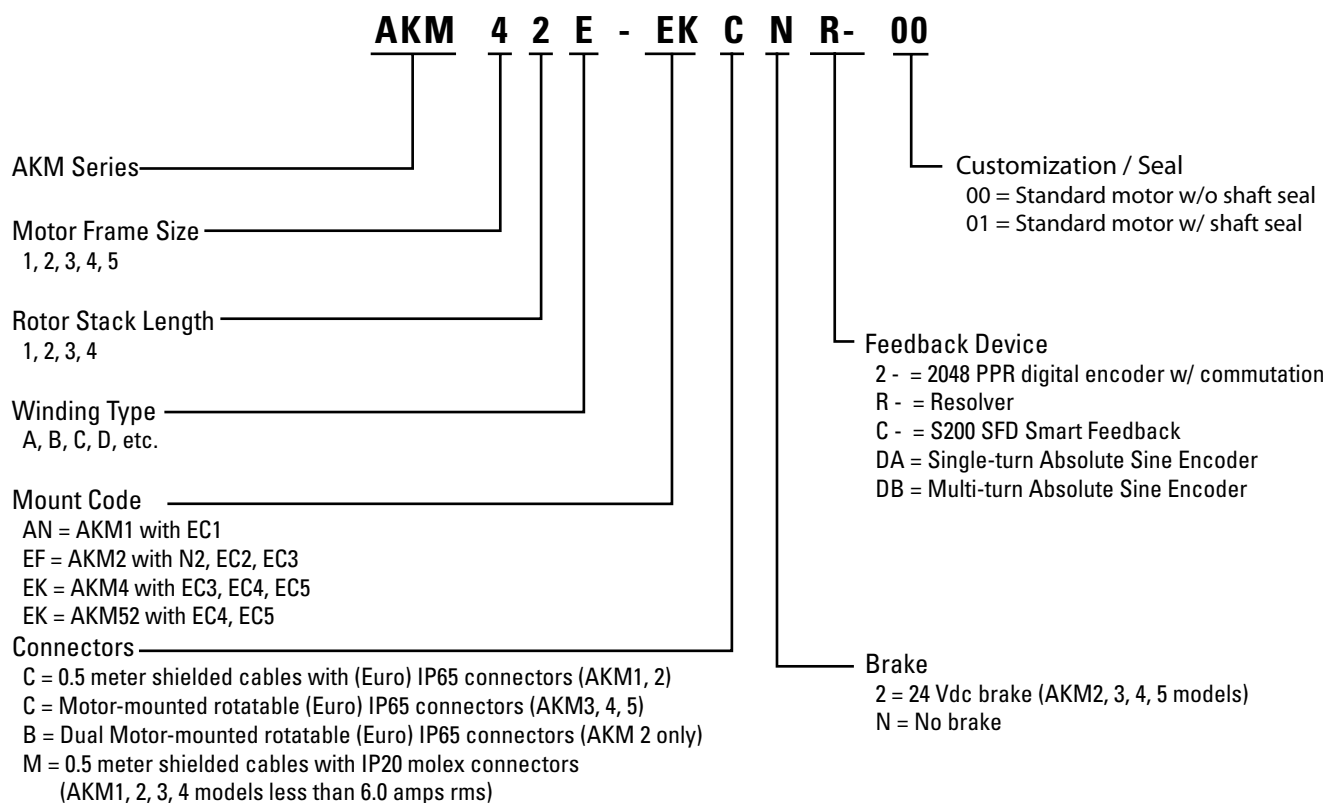 AKM 4 2 E - EK C N R- 00
AKM Series
Motor Frame Size
1, 2, 3, 4, 5
Rotor Stack Length
1, 2, 3, 4
Winding Type
A, B, C, D, etc.
Mount Code
AN = AKM1 with EC1
EF = AKM2 with N2, EC2, EC3
EK = AKM4 with EC3, EC4, EC5
EK = AKM52 with EC4, EC5
Connectors
C = 0.5 meter shielded cables with (Euro) IP65 connectors (AKM1, 2)
C = Motor-mounted rotatable (Euro) IP65 connectors (AKM3, 4, 5)
B = Dual Motor-mounted rotatable (Euro) IP65 connectors (AKM 2 only)
M = 0.5 meter shielded cables with IP20 molex connectors
(AKM1, 2, 3, 4 models less than 6.0 amps rms)
Customization / Seal
00 = Standard motor w/o shaft seal
01 = Standard motor w/ shaft seal
Feedback Device
2 - = 2048 PPR digital encoder w/ commutation
R - = Resolver
C - = S200 SFD Smart Feedback
DA = Single-turn Absolute Sine Encoder
DB = Multi-turn Absolute Sine Encoder
Brake
2 = 24 Vdc brake (AKM2, 3, 4, 5 models)
N = No brake